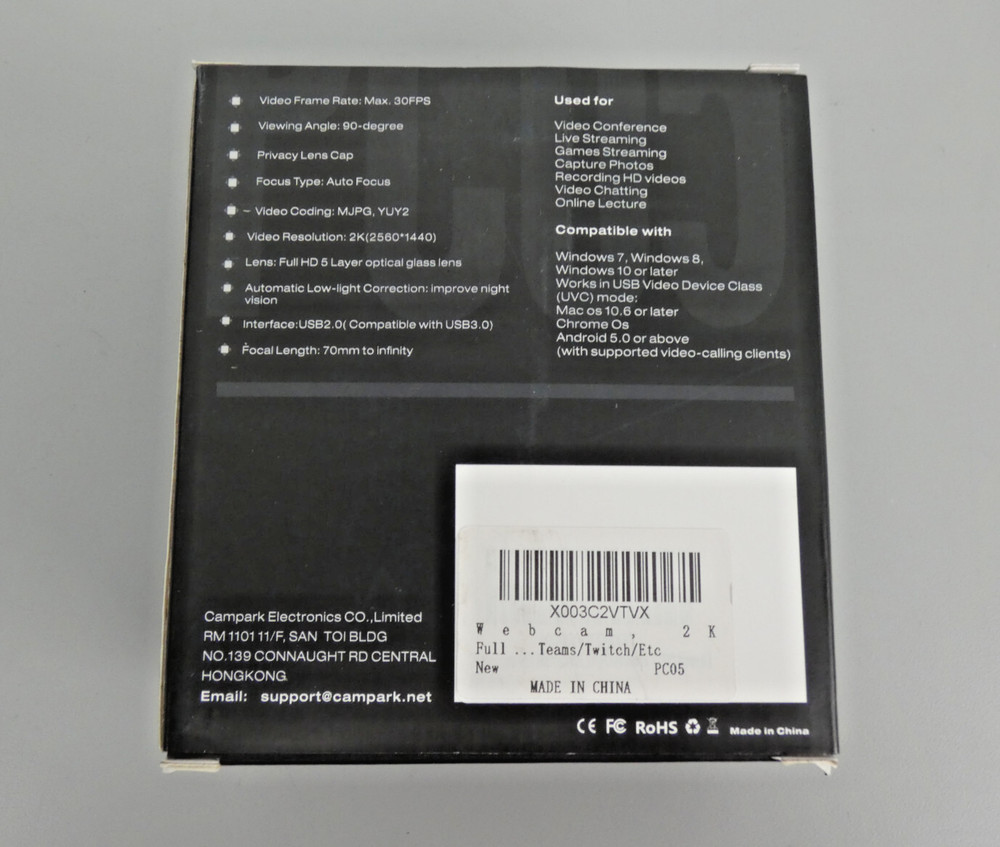 Video Frame Rate: Max. 30FPS
Viewing Angle: 90-degree
Privacy Lens Cap
Focus Type: Auto Focus
– Video Coding: MJPG, YUY2
Video Resolution: 2K(2560*1440)
Lens: Full HD 5 Layer optical glass lens
Automatic Low-light Correction: improve night
vision
Interface:USB2.0( Compatible with USB3.0)
Focal Length: 70mm to infinity
Used for
Video Conference
Live Streaming
Games Streaming
Capture Photos
Recording HD videos
Video Chatting
Online Lecture
Compatible with
Windows 7, Windows 8,
Windows 10 or later
Works in USB Video Device Class
(UVC) mode:
Mac os 10.6 or later
Chrome Os
Android 5.0 or above
(with supported video-calling clients)
PC05
Campark Electronics CO.,Limited
RM 1101 11/F, SAN TOI BLDG
NO.139 CONNAUGHT RD CENTRAL
HONGKONG
Email: support@campark.net
X003C2VTVX
Webcam, 2K
Full ...Teams/Twitch/Etc
New PC05
MADE IN CHINA
CE FC RoHS Made in China